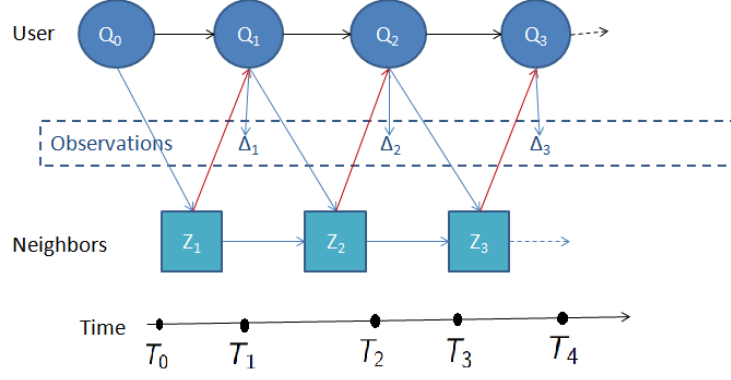 User Q₀ Q₁ Q₂ Q₃
Observations Δ₁ Δ₂ Δ₃
Neighbors Z₁ Z₂ Z₃
Time
T₀ T₁ T₂ T₃ T₄